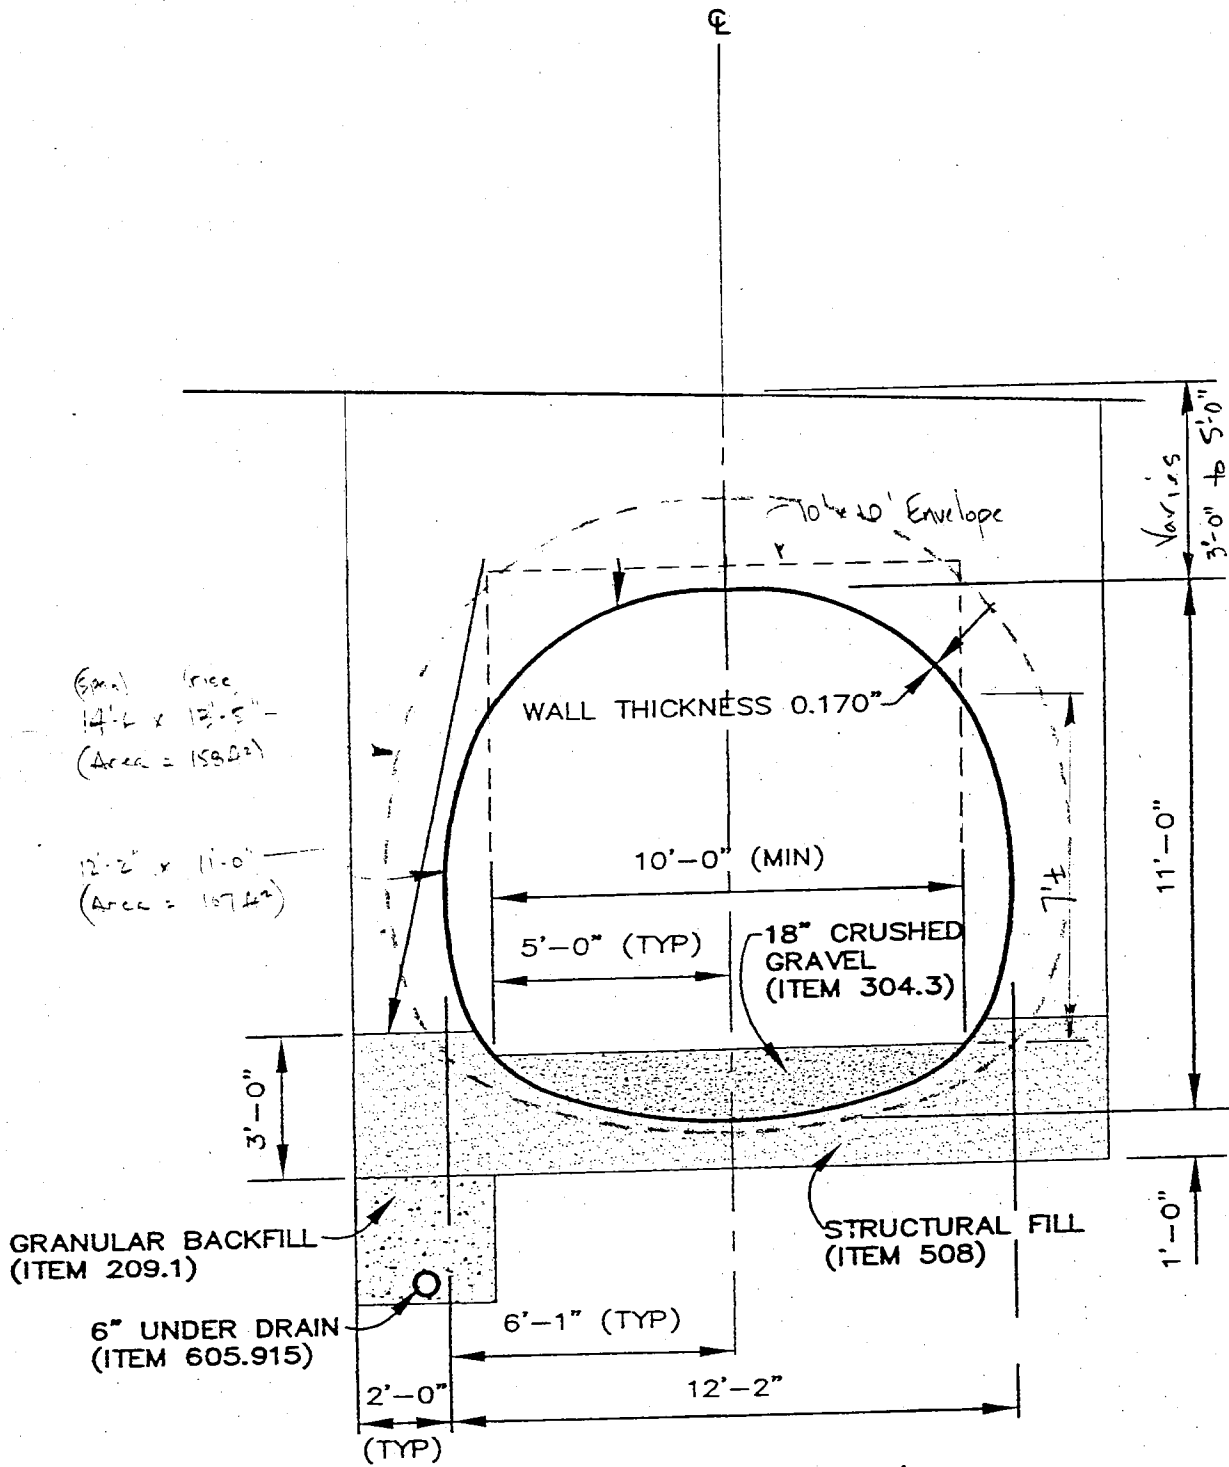 ℄
Varies
3'-0" to 5'-0"
10' x 10' Envelope
(Span) rise
14'-2 x 13'-5"
(Area = 158 ft²)
WALL THICKNESS 0.170"
12'-2" x 11'-0"
(Area = 107 ft²)
10'-0" (MIN)
7'±
11'-0"
5'-0" (TYP)
18" CRUSHED
GRAVEL
(ITEM 304.3)
3'-0"
GRANULAR BACKFILL
(ITEM 209.1)
STRUCTURAL FILL
(ITEM 508)
1'-0"
6" UNDER DRAIN
(ITEM 605.915)
6'-1" (TYP)
2'-0"
(TYP)
12'-2"